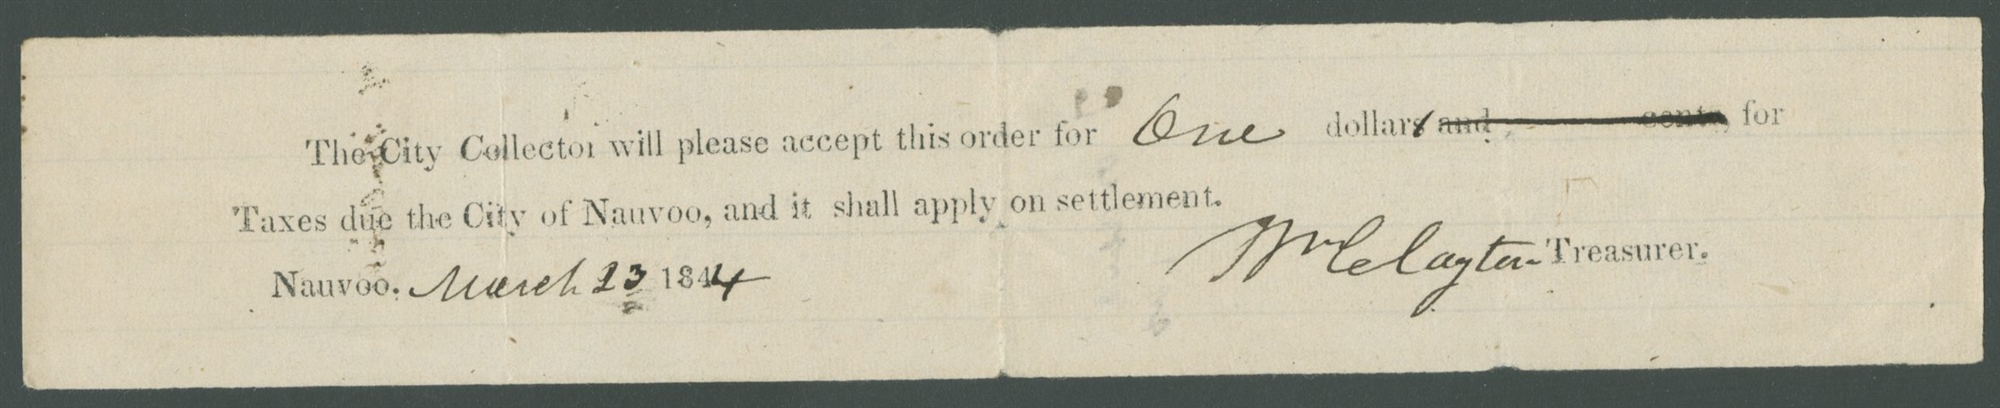 The City Collector will please accept this order for One dollars and cents, for
Taxes due the City of Nauvoo, and it shall apply on settlement.
Nauvoo. March 23 1844 Wm Clayton Treasurer.